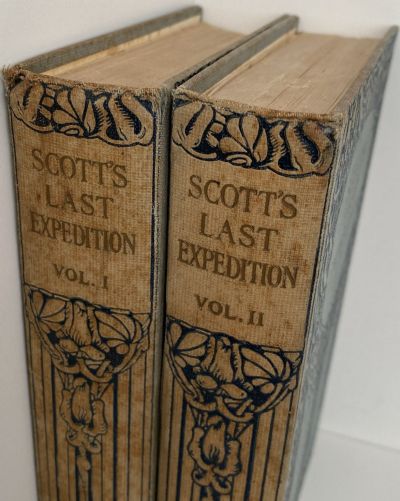 SCOTT'S
LAST
EXPEDITION
VOL. I
SCOTT'S
LAST
EXPEDITION
VOL. II